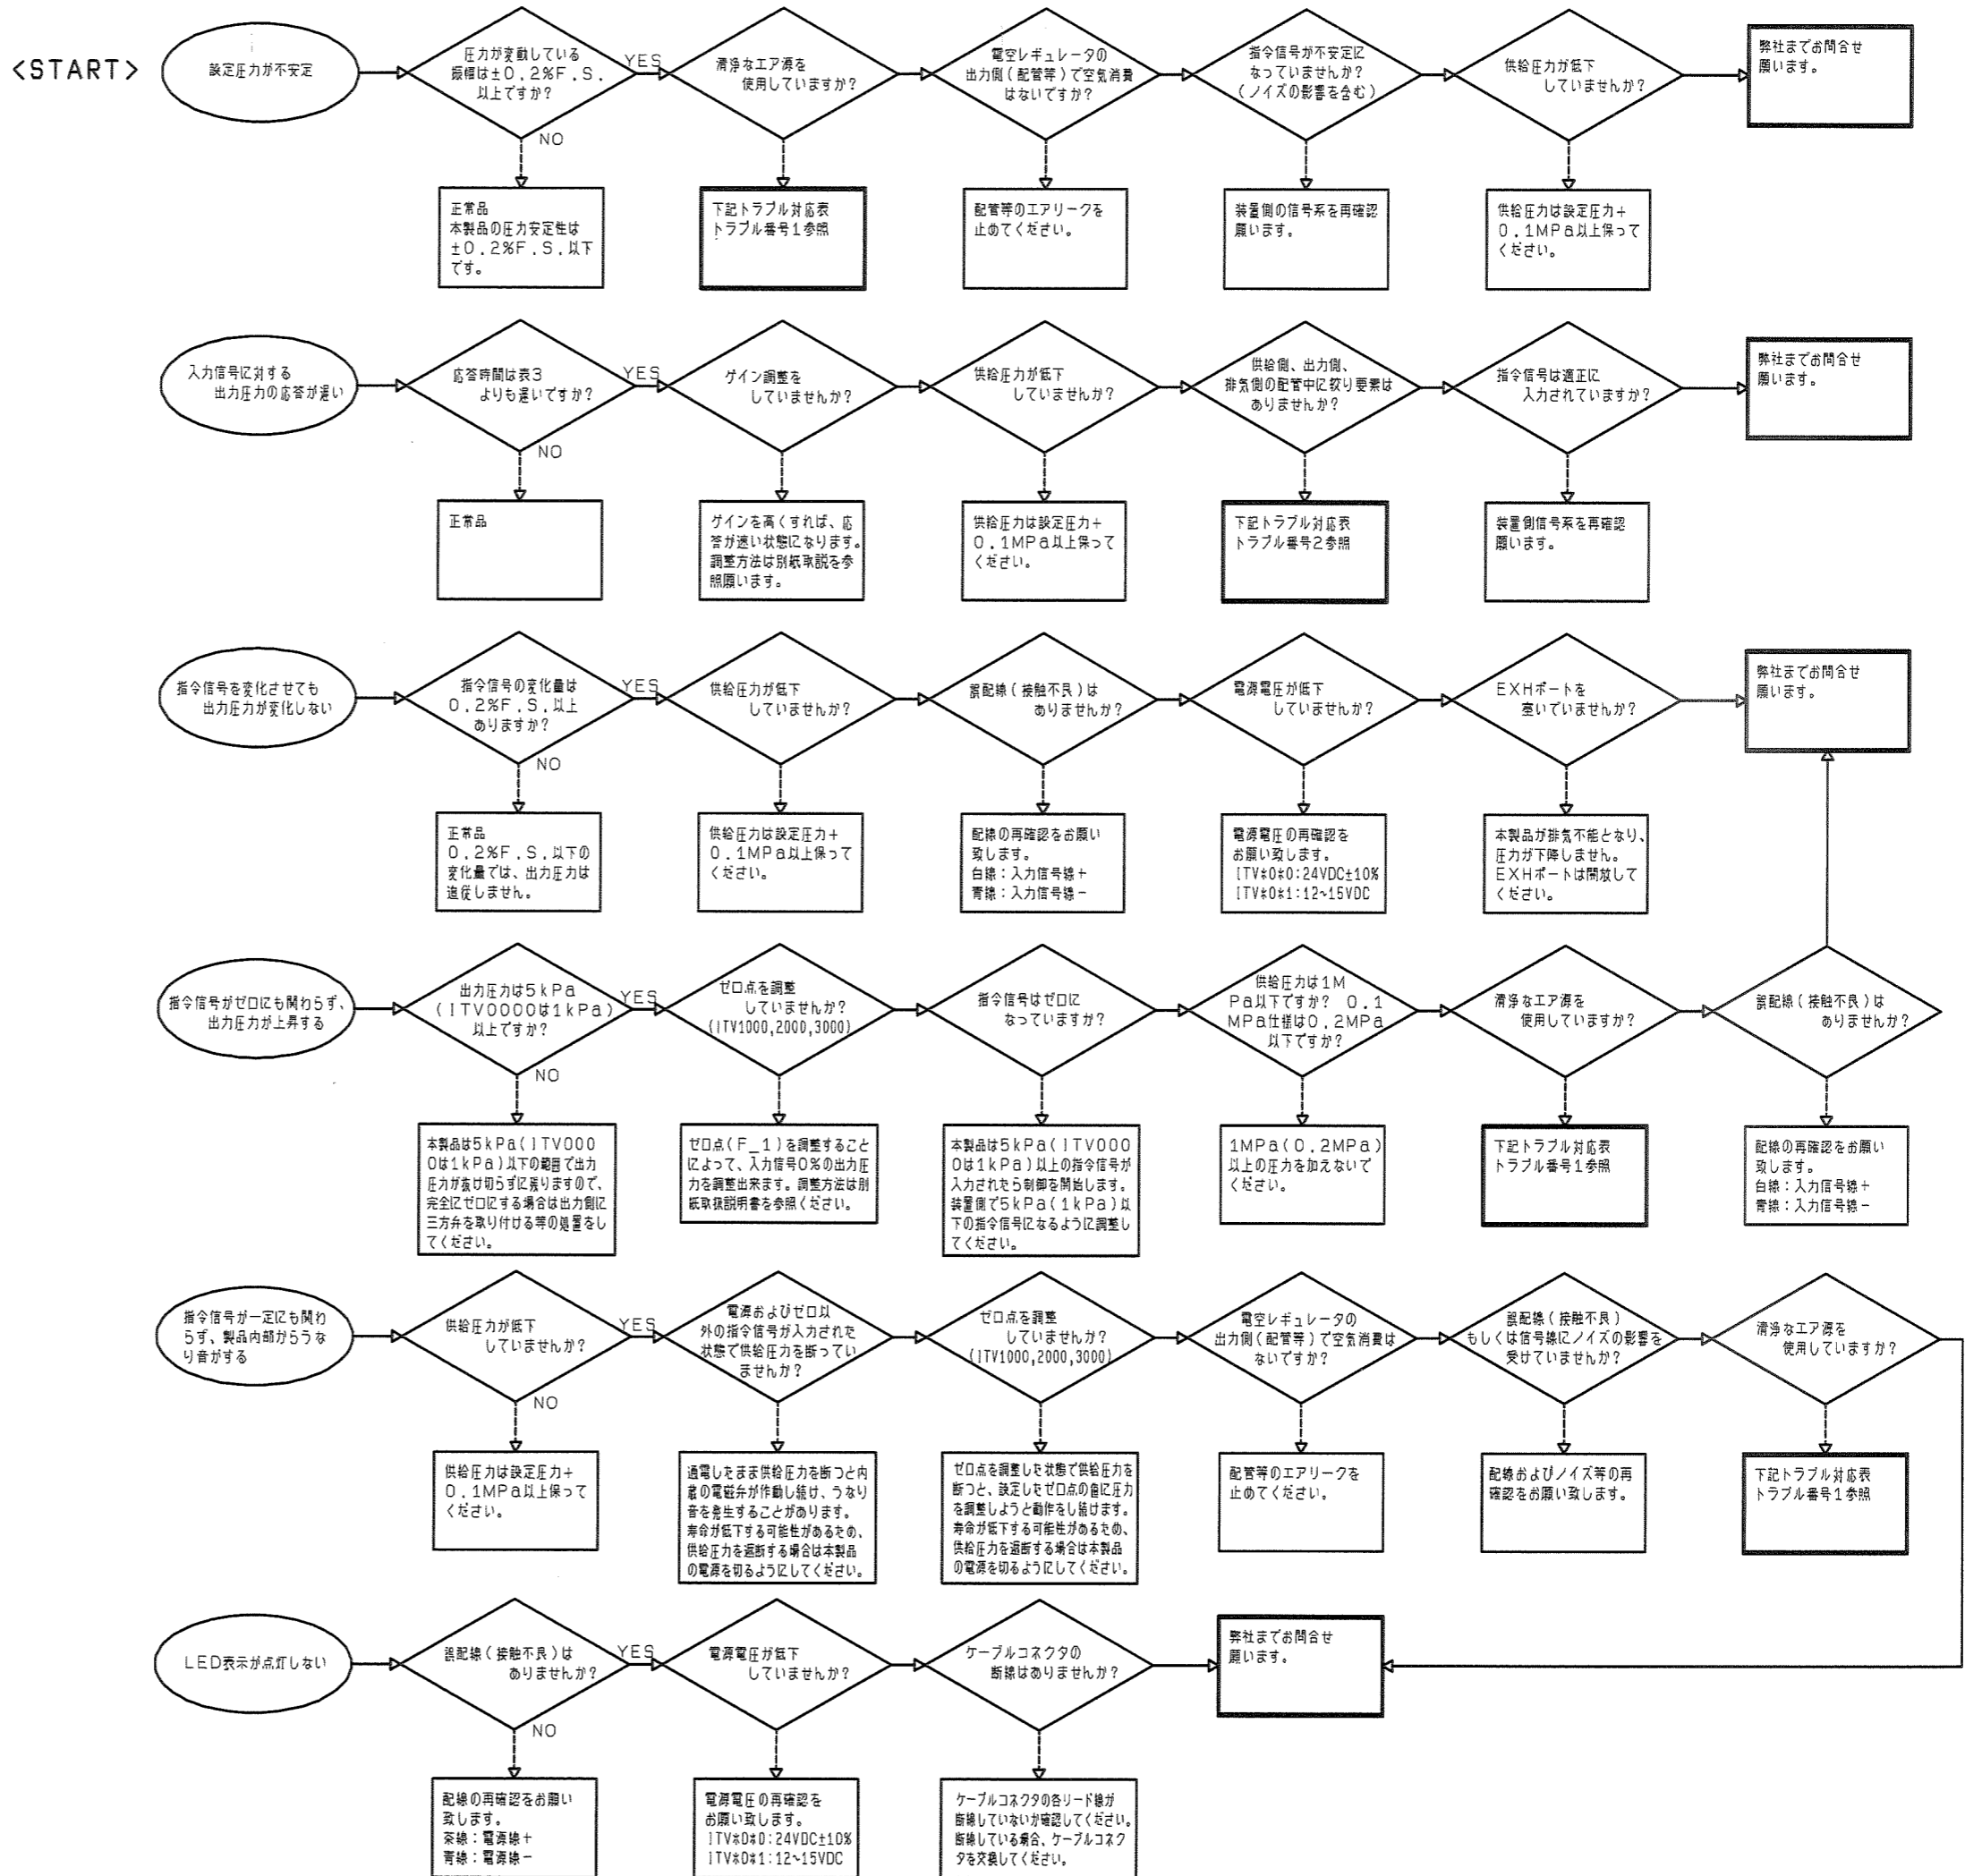 <START>
設定圧力が不安定
圧力が変動している
振幅は±0.2%F.S.
以上ですか?
YES
清浄なエア源を
使用していますか?
電空レギュレータの
出力側(配管等)で空気消費
はないですか?
指令信号が不安定に
なっていませんか?
(ノイズの影響を含む)
供給圧力が低下
していませんか?
弊社までお問合せ
願います。
NO
正常品
本製品の圧力安定性は
±0.2%F.S.以下
です。
下記トラブル対応表
トラブル番号1参照
配管等のエアリークを
止めてください。
装置側の信号系を再確認
願います。
供給圧力は設定圧力+
0.1MPa以上保って
ください。
入力信号に対する
出力圧力の応答が遅い
応答時間は表3
よりも遅いですか?
YES
ゲイン調整を
していませんか?
供給圧力が低下
していませんか?
供給側、出力側、
排気側の配管中に絞り要素は
ありませんか?
指令信号は適正に
入力されていますか?
弊社までお問合せ
願います。
NO
正常品
ゲインを高くすれば、応
答が速い状態になります。
調整方法は別紙取説を参
照願います。
供給圧力は設定圧力+
0.1MPa以上保って
ください。
下記トラブル対応表
トラブル番号2参照
装置側信号系を再確認
願います。
指令信号を変化させても
出力圧力が変化しない
指令信号の変化量は
0.2%F.S.以上
ありますか?
YES
供給圧力が低下
していませんか?
誤配線(接触不良)は
ありませんか?
電源電圧が低下
していませんか?
EXHポートを
塞いでいませんか?
弊社までお問合せ
願います。
NO
正常品
0.2%F.S.以下の
変化量では、出力圧力は
追従しません。
供給圧力は設定圧力+
0.1MPa以上保って
ください。
配線の再確認をお願い
致します。
白線:入力信号線+
青線:入力信号線−
電源電圧の再確認を
お願い致します。
ITV*0*0:24VDC±10%
ITV*0*1:12~15VDC
本製品が排気不能となり、
圧力が下降しません。
EXHポートは開放して
ください。
指令信号がゼロにも関わらず、
出力圧力が上昇する
出力圧力は5kPa
(ITV0000は1kPa)
以上ですか?
YES
ゼロ点を調整
していませんか?
(ITV1000,2000,3000)
指令信号はゼロに
なっていますか?
供給圧力は1M
Pa以下ですか? 0.1
MPa仕様は0.2MPa
以下ですか?
清浄なエア源を
使用していますか?
誤配線(接触不良)は
ありませんか?
NO
本製品は5kPa(ITV000
0は1kPa)以下の範囲で出力
圧力が抜け切らずに残りますので、
完全にゼロにする場合は出力側に
三方弁を取り付ける等の処置をし
てください。
ゼロ点(F_1)を調整すること
によって、入力信号0%の出力圧
力を調整出来ます。調整方法は別
紙取扱説明書を参照ください。
本製品は5kPa(ITV000
0は1kPa)以上の指令信号が
入力されたら制御を開始します。
装置側で5kPa(1kPa)以
下の指令信号になるように調整し
てください。
1MPa(0.2MPa)
以上の圧力を加えないで
ください。
下記トラブル対応表
トラブル番号1参照
配線の再確認をお願い
致します。
白線:入力信号線+
青線:入力信号線−
指令信号が一定にも関わ
らず、製品内部からうな
り音がする
供給圧力が低下
していませんか?
YES
電源およびゼロ以
外の指令信号が入力された
状態で供給圧力を断ってい
ませんか?
ゼロ点を調整
していませんか?
(ITV1000,2000,3000)
電空レギュレータの
出力側(配管等)で空気消費は
ないですか?
誤配線(接触不良)
もしくは信号線にノイズの影響を
受けていませんか?
清浄なエア源を
使用していますか?
NO
供給圧力は設定圧力+
0.1MPa以上保って
ください。
通電したまま供給圧力を断つと内
蔵の電磁弁が作動し続け、うなり
音を発生することがあります。
寿命が低下する可能性があるため、
供給圧力を遮断する場合は本製品
の電源を切るようにしてください。
ゼロ点を調整した状態で供給圧力を
断つと、設定したゼロ点の値に圧力
を調整しようと動作をし続けます。
寿命が低下する可能性があるため、
供給圧力を遮断する場合は本製品
の電源を切るようにしてください。
配管等のエアリークを
止めてください。
配線およびノイズ等の再
確認をお願い致します。
下記トラブル対応表
トラブル番号1参照
LED表示が点灯しない
誤配線(接触不良)は
ありませんか?
YES
電源電圧が低下
していませんか?
ケーブルコネクタの
断線はありませんか?
弊社までお問合せ
願います。
NO
配線の再確認をお願い
致します。
茶線:電源線+
青線:電源線−
電源電圧の再確認を
お願い致します。
ITV*0*0:24VDC±10%
ITV*0*1:12~15VDC
ケーブルコネクタの各リード線が
断線していないか確認してください。
断線している場合、ケーブルコネク
タを交換してください。